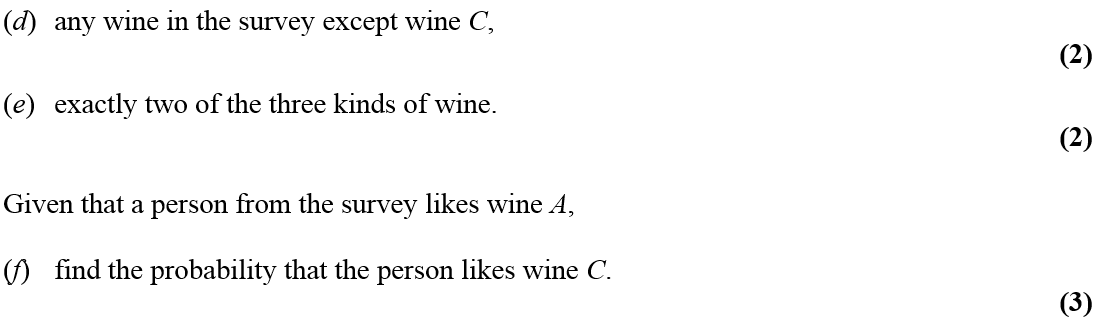 (d) any wine in the survey except wine C,
(2)
(e) exactly two of the three kinds of wine.
(2)
Given that a person from the survey likes wine A,
(f) find the probability that the person likes wine C.
(3)